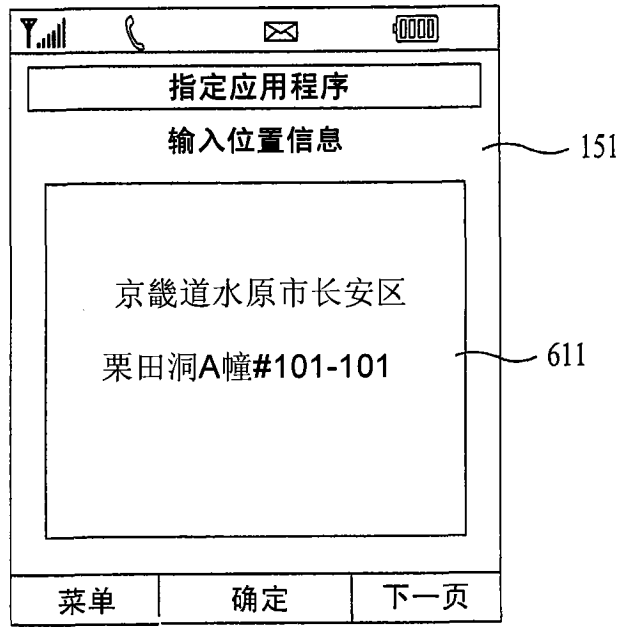 指定应用程序
输入位置信息
151
京畿道水原市长安区
栗田洞A幢#101-101
611
菜单 确定 下一页